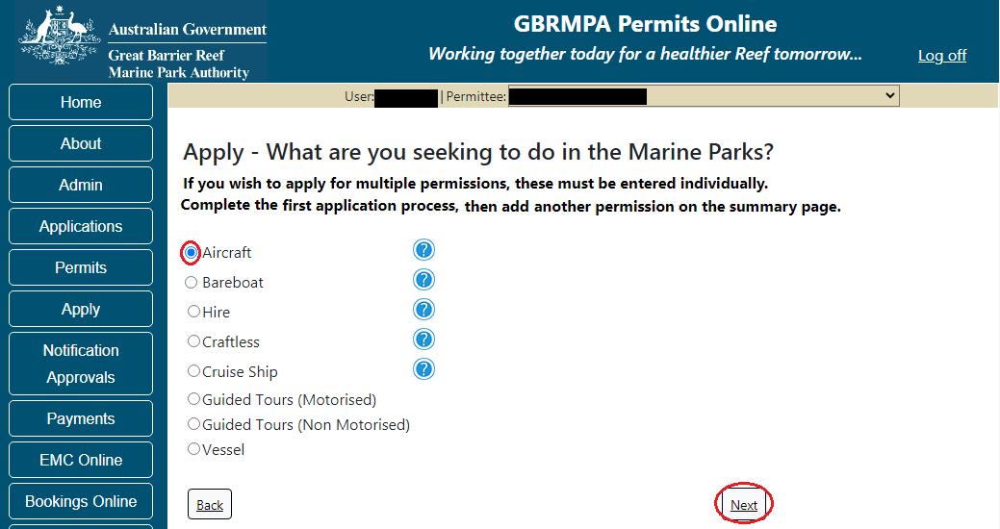 Australian Government
Great Barrier Reef
Marine Park Authority
GBRMPA Permits Online
Working together today for a healthier Reef tomorrow...
Log off
Home
About
Admin
Applications
Permits
Apply
Notification
Approvals
Payments
EMC Online
Bookings Online
User: | Permittee:
Apply - What are you seeking to do in the Marine Parks?
If you wish to apply for multiple permissions, these must be entered individually.
Complete the first application process, then add another permission on the summary page.
Aircraft ?
Bareboat ?
Hire ?
Craftless ?
Cruise Ship ?
Guided Tours (Motorised)
Guided Tours (Non Motorised)
Vessel
Back Next